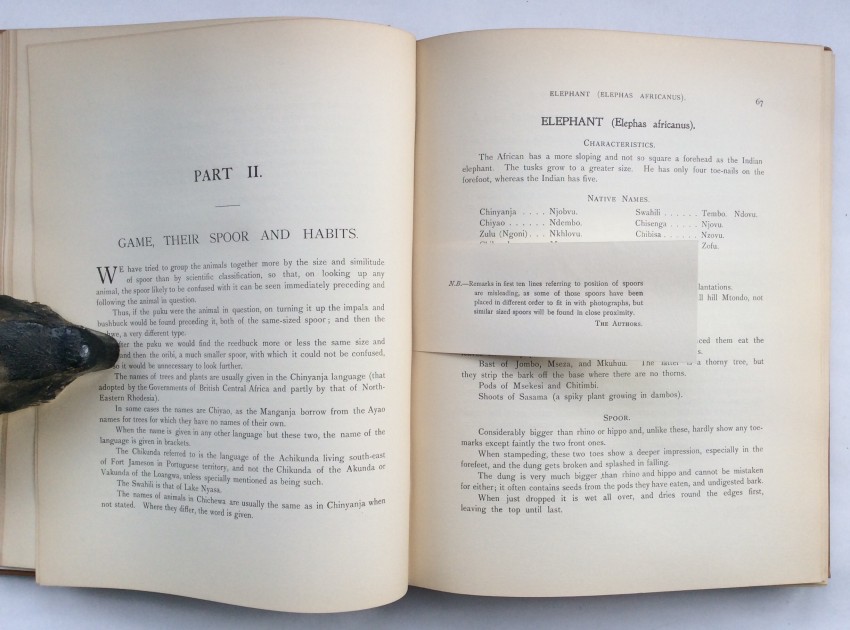 PART II.
GAME, THEIR SPOOR AND HABITS.
WE have tried to group the animals together more by the size and similitude
of spoor than by scientific classification, so that, on looking up any
animal, the spoor likely to be confused with it can be seen immediately preceding and
following the animal in question.
Thus, if the puku were the animal in question, on turning it up the impala and
bushbuck would be found preceding it, both of the same-sized spoor; and then the
a very different type.
the puku we would find the reedbuck more or less the same size and
and then the oribi, a much smaller spoor, with which it could not be confused,
so it would be unnecessary to look further.
The names of trees and plants are usually given in the Chinyanja language (that
adopted by the Governments of British Central Africa and partly by that of North-
Eastern Rhodesia).
In some cases the names are Chiyao, as the Manganja borrow from the Ayao
names for trees for which they have no names of their own.
When the name is given in any other language but these two, the name of the
language is given in brackets.
The Chikunda referred to is the language of the Achikunda living south-east
of Fort Jameson in Portuguese territory, and not the Chikunda of the Akunda or
Vakunda of the Loangwa, unless specially mentioned as being such.
The Swahili is that of Lake Nyasa.
The names of animals in Chichewa are usually the same as in Chinyanja when
not stated. Where they differ, the word is given.
ELEPHANT (ELEPHAS AFRICANUS). 67
ELEPHANT (Elephas africanus).
CHARACTERISTICS.
The African has a more sloping and not so square a forehead as the Indian
elephant. The tusks grow to a greater size. He has only four toe-nails on the
forefoot, whereas the Indian has five.
NATIVE NAMES.
Chinyanja .... Njobvu. Swahili ...... Tembo. Ndovu.
Chiyao ...... Ndembo. Chisenga .... Njovu.
Zulu (Ngoni) ... Nkhlovu. Chibisa .... Nzovu.
Zofu.
N.B.—Remarks in first ten lines referring to position of spoors
are misleading, as some of those spoors have been
placed in different order to fit in with photographs, but
similar sized spoors will be found in close proximity.
THE AUTHORS.
lantations.
ll hill Mtondo, not
ced them eat the
s.
Bast of Jombo, Mseza, and Mkuhuu. The latter is a thorny tree, but
they strip the bark off the base where there are no thorns.
Pods of Msekesi and Chitimbi.
Shoots of Sasama (a spiky plant growing in dambos).
SPOOR.
Considerably bigger than rhino or hippo and, unlike these, hardly show any toe-
marks except faintly the two front ones.
When stampeding, these two toes show a deeper impression, especially in the
forefeet, and the dung gets broken and splashed in falling.
The dung is very much bigger than rhino and hippo and cannot be mistaken
for either; it often contains seeds from the pods they have eaten, and undigested bark.
When just dropped it is wet all over, and dries round the edges first,
leaving the top until last.